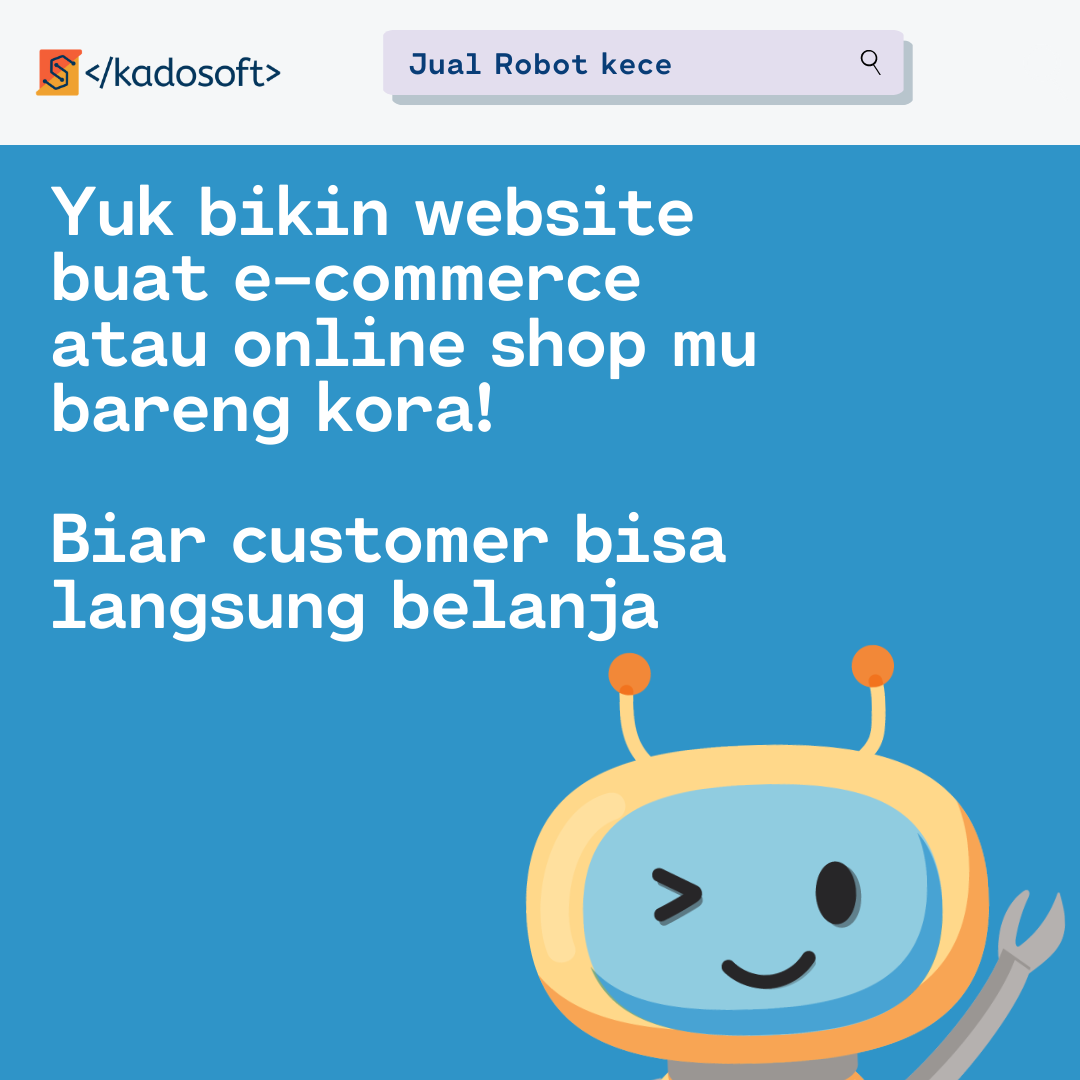 </kadosoft>
Jual Robot kece
Yuk bikin website
buat e-commerce
atau online shop mu
bareng kora!
Biar customer bisa
langsung belanja